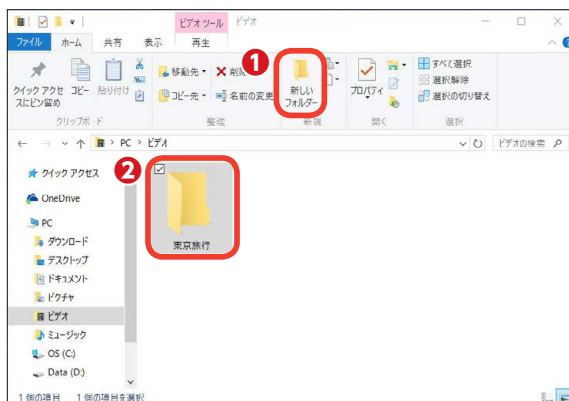 ビデオ ツール ビデオ
ファイル ホーム 共有 表示 再生
クイック アクセスにピン留め
コピー
貼り付け
移動先
コピー先
削除
名前の変更
新しいフォルダー
プロパティ
すべて選択
選択解除
選択の切り替え
クリップボード 整理 新規 開く 選択
1
PC > ビデオ
ビデオの検索
クイック アクセス
OneDrive
PC
ダウンロード
デスクトップ
ドキュメント
ピクチャ
ビデオ
ミュージック
OS (C:)
Data (D:)
2
東京旅行
1 個の項目 1 個の項目を選択